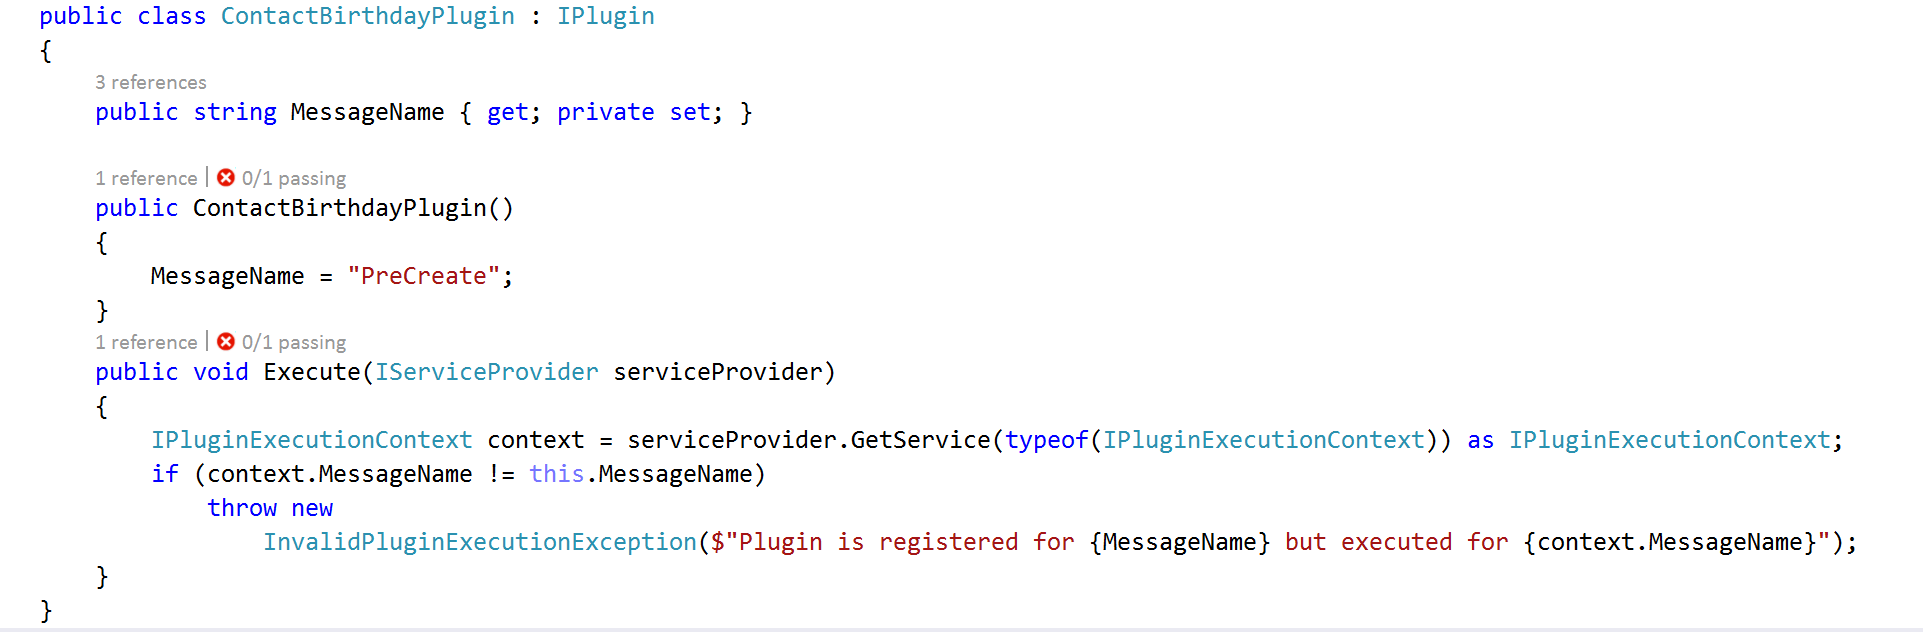 public class ContactBirthdayPlugin : IPlugin
{
3 references
public string MessageName { get; private set; }
1 reference | 0/1 passing
public ContactBirthdayPlugin()
{
MessageName = "PreCreate";
}
1 reference | 0/1 passing
public void Execute(IServiceProvider serviceProvider)
{
IPluginExecutionContext context = serviceProvider.GetService(typeof(IPluginExecutionContext)) as IPluginExecutionContext;
if (context.MessageName != this.MessageName)
throw new
InvalidPluginExecutionException($"Plugin is registered for {MessageName} but executed for {context.MessageName}");
}
}